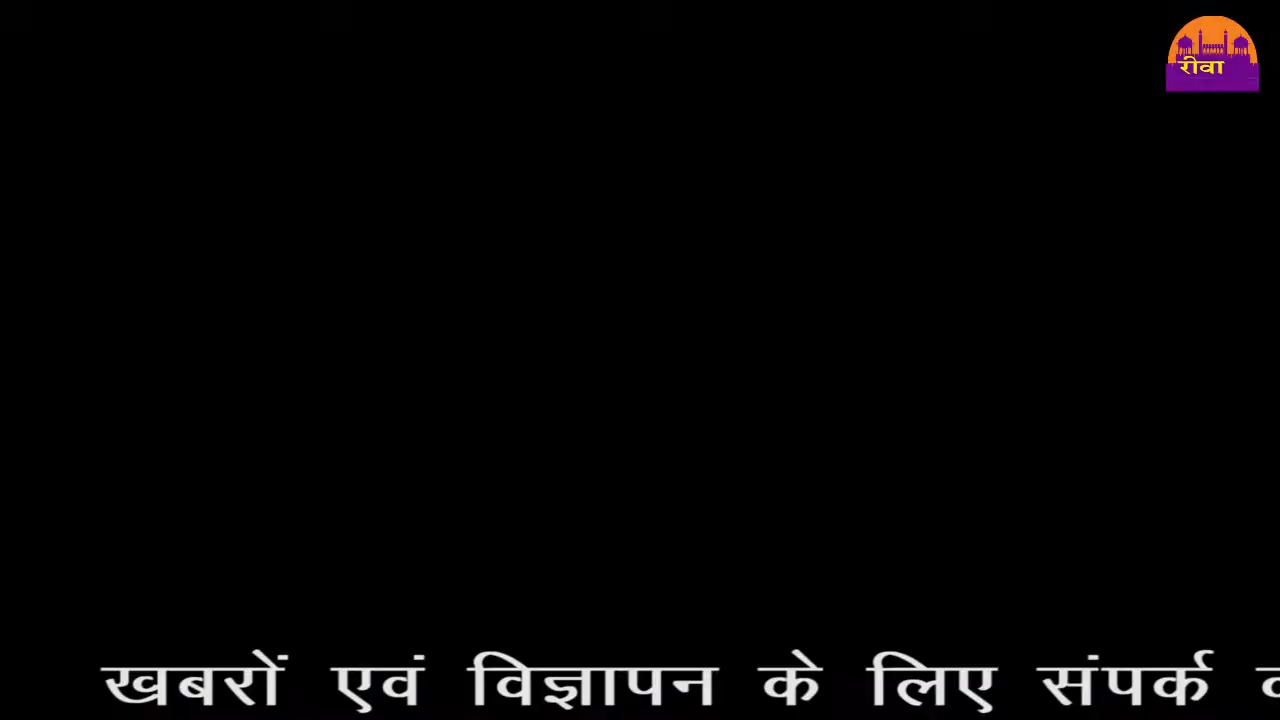 रीवा
खबरों एवं विज्ञापन के लिए संपर्क